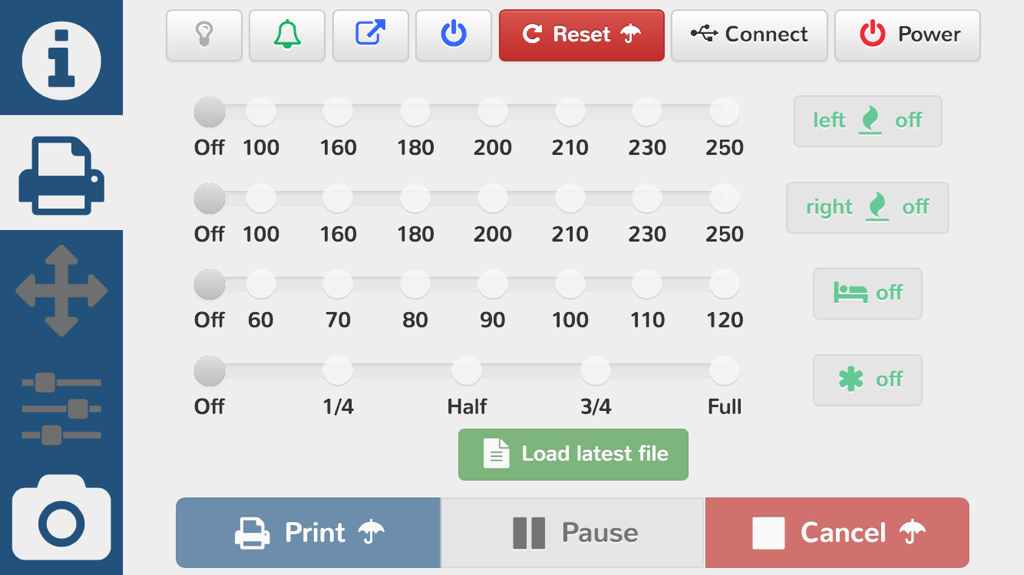 Reset Connect Power
left off
Off 100 160 180 200 210 230 250
right off
Off 100 160 180 200 210 230 250
off
Off 60 70 80 90 100 110 120
off
Off 1/4 Half 3/4 Full
Load latest file
Print Pause Cancel